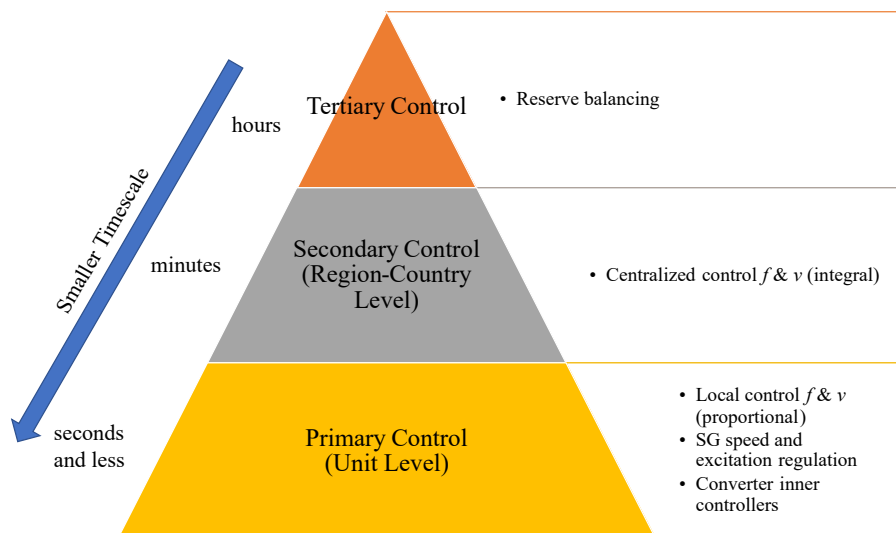 Tertiary Control
• Reserve balancing
hours
Smaller Timescale
minutes
Secondary Control
(Region-Country
Level)
• Centralized control f & v (integral)
seconds
and less
Primary Control
(Unit Level)
• Local control f & v
(proportional)
• SG speed and
excitation regulation
• Converter inner
controllers